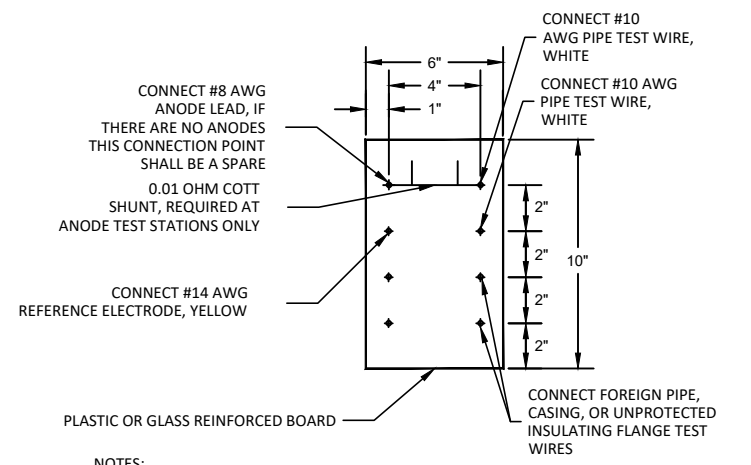 CONNECT #10
AWG PIPE TEST WIRE,
WHITE
6"
4"
1"
CONNECT #8 AWG
ANODE LEAD, IF
THERE ARE NO ANODES
THIS CONNECTION POINT
SHALL BE A SPARE
CONNECT #10 AWG
PIPE TEST WIRE,
WHITE
0.01 OHM COTT
SHUNT, REQUIRED AT
ANODE TEST STATIONS ONLY
2"
2"
10"
2"
2"
CONNECT #14 AWG
REFERENCE ELECTRODE, YELLOW
PLASTIC OR GLASS REINFORCED BOARD
CONNECT FOREIGN PIPE,
CASING, OR UNPROTECTED
INSULATING FLANGE TEST
WIRES
NOTES: